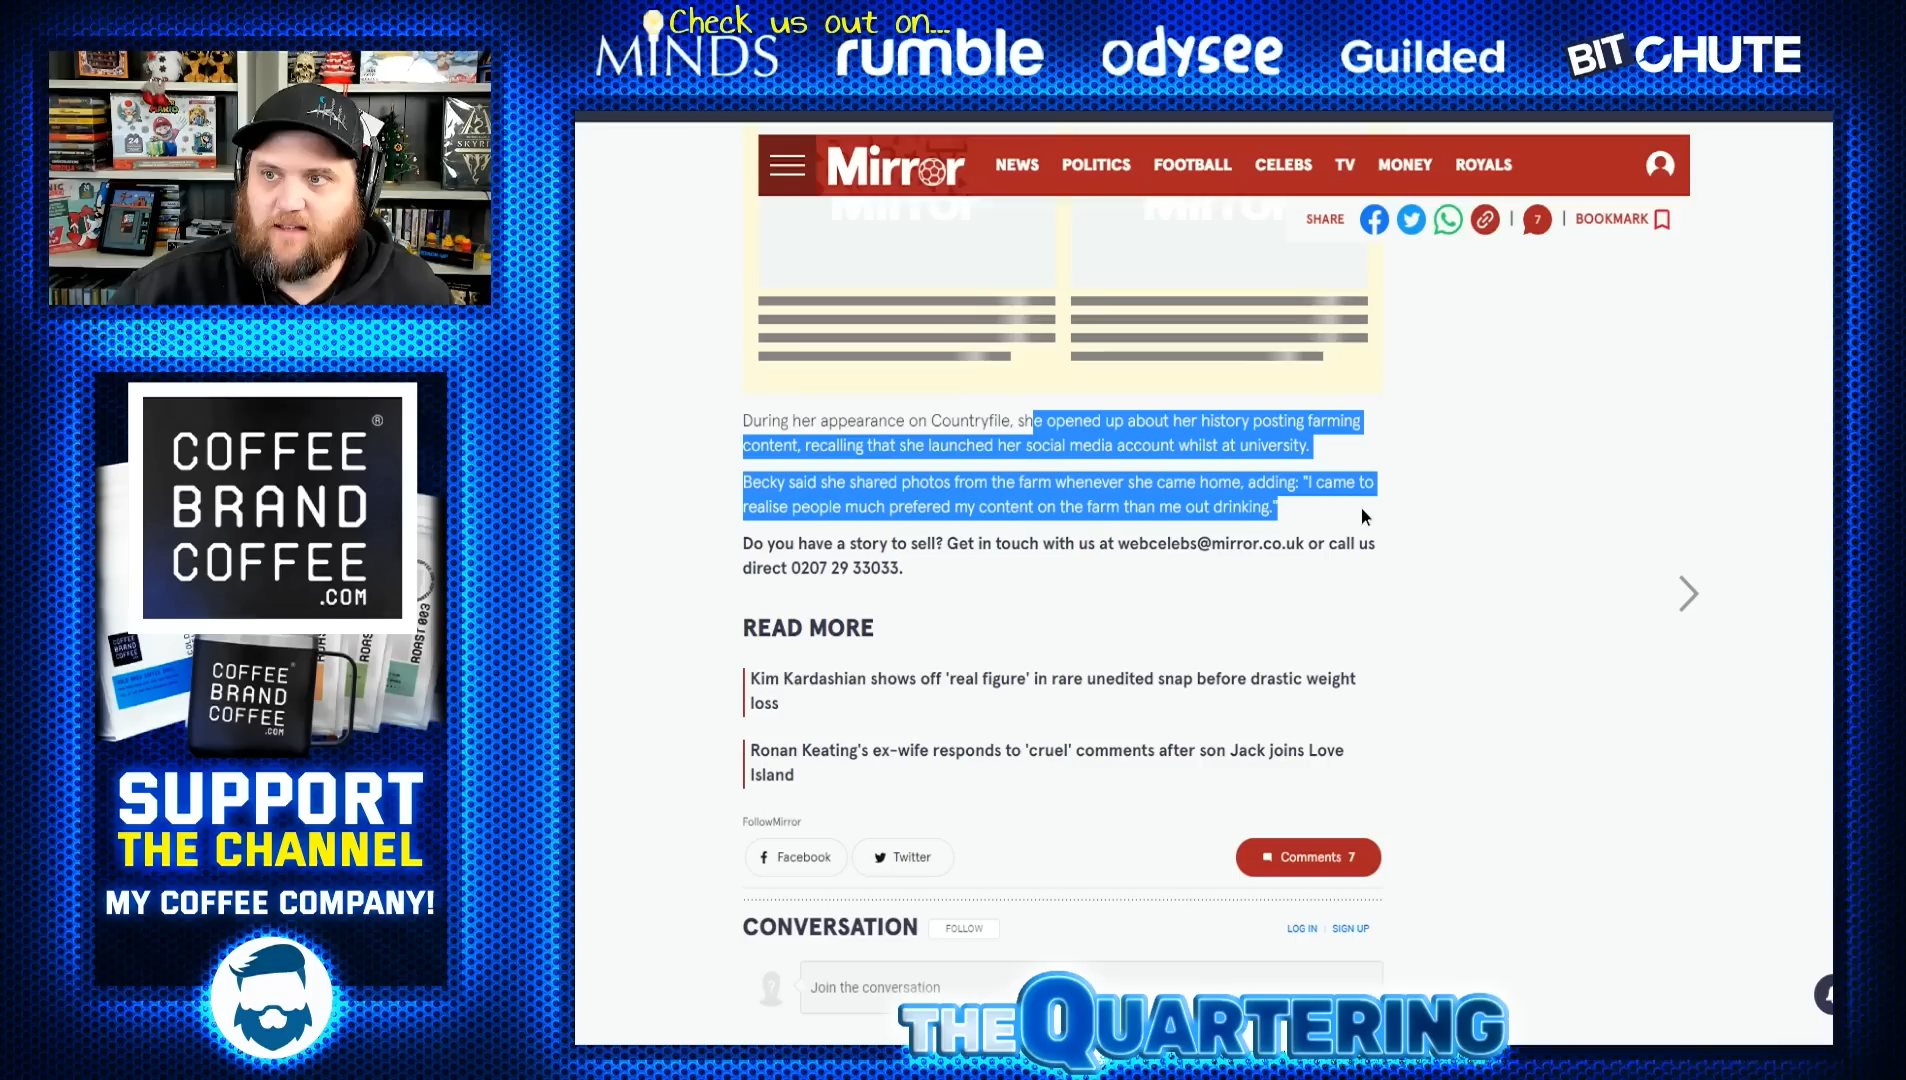 Check us out on...
MINDS rumble odysee Guilded BITCHUTE
COFFEE
BRAND
COFFEE
.COM
®
ROAST 003
COFFEE
BRAND
COFFEE
.COM
SUPPORT
THE CHANNEL
MY COFFEE COMPANY!
Mirror NEWS POLITICS FOOTBALL CELEBS TV MONEY ROYALS
SHARE 7 BOOKMARK
During her appearance on Countryfile, she opened up about her history posting farming
content, recalling that she launched her social media account whilst at university.
Becky said she shared photos from the farm whenever she came home, adding: "I came to
realise people much prefered my content on the farm than me out drinking."
Do you have a story to sell? Get in touch with us at webcelebs@mirror.co.uk or call us
direct 0207 29 33033.
READ MORE
Kim Kardashian shows off 'real figure' in rare unedited snap before drastic weight
loss
Ronan Keating's ex-wife responds to 'cruel' comments after son Jack joins Love
Island
FollowMirror
Facebook Twitter Comments 7
CONVERSATION FOLLOW LOG IN SIGN UP
Join the conversation
THE QUARTERING